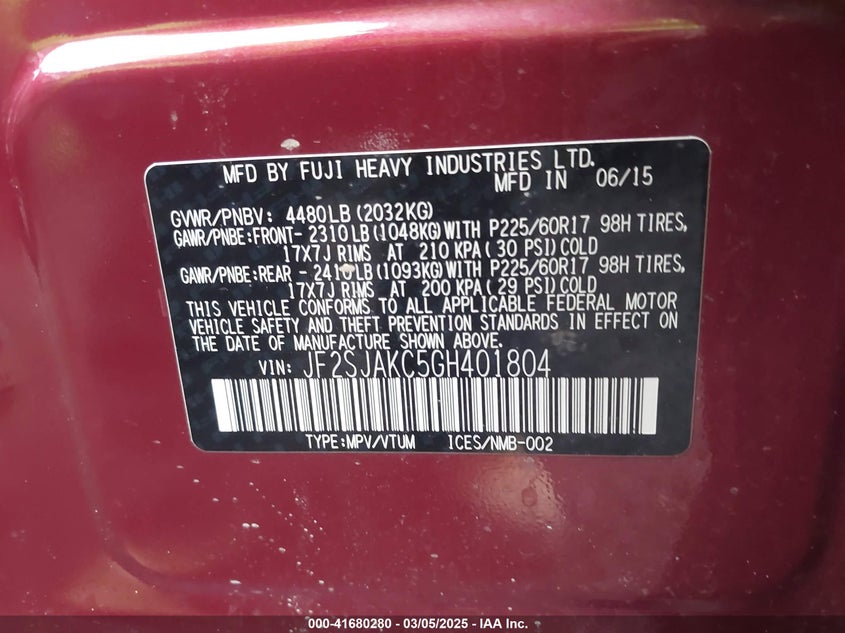 MFD BY FUJI HEAVY INDUSTRIES LTD.
MFD IN 06/15
GVWR/PNBV: 4480LB(2032KG)
GAWR/PNBE:FRONT- 2310LB(1048KG)WITH P225/60R17 98H TIRES,
17X7J RIMS AT 210 KPA( 30 PSI)COLD
GAWR/PNBE:REAR - 2410LB(1093KG)WITH P225/60R17 98H TIRES,
17X7J RIMS AT 200 KPA( 29 PSI)COLD
THIS VEHICLE CONFORMS TO ALL APPLICABLE FEDERAL MOTOR
VEHICLE SAFETY AND THEFT PREVENTION STANDARDS IN EFFECT ON
THE DATE OF MANUFACTURE SHOWN ABOVE.
VIN: JF2SJAKC5GH401804
TYPE:MPV/VTUM ICES/NMB-002
000-41680280 - 03/05/2025 - IAA Inc.